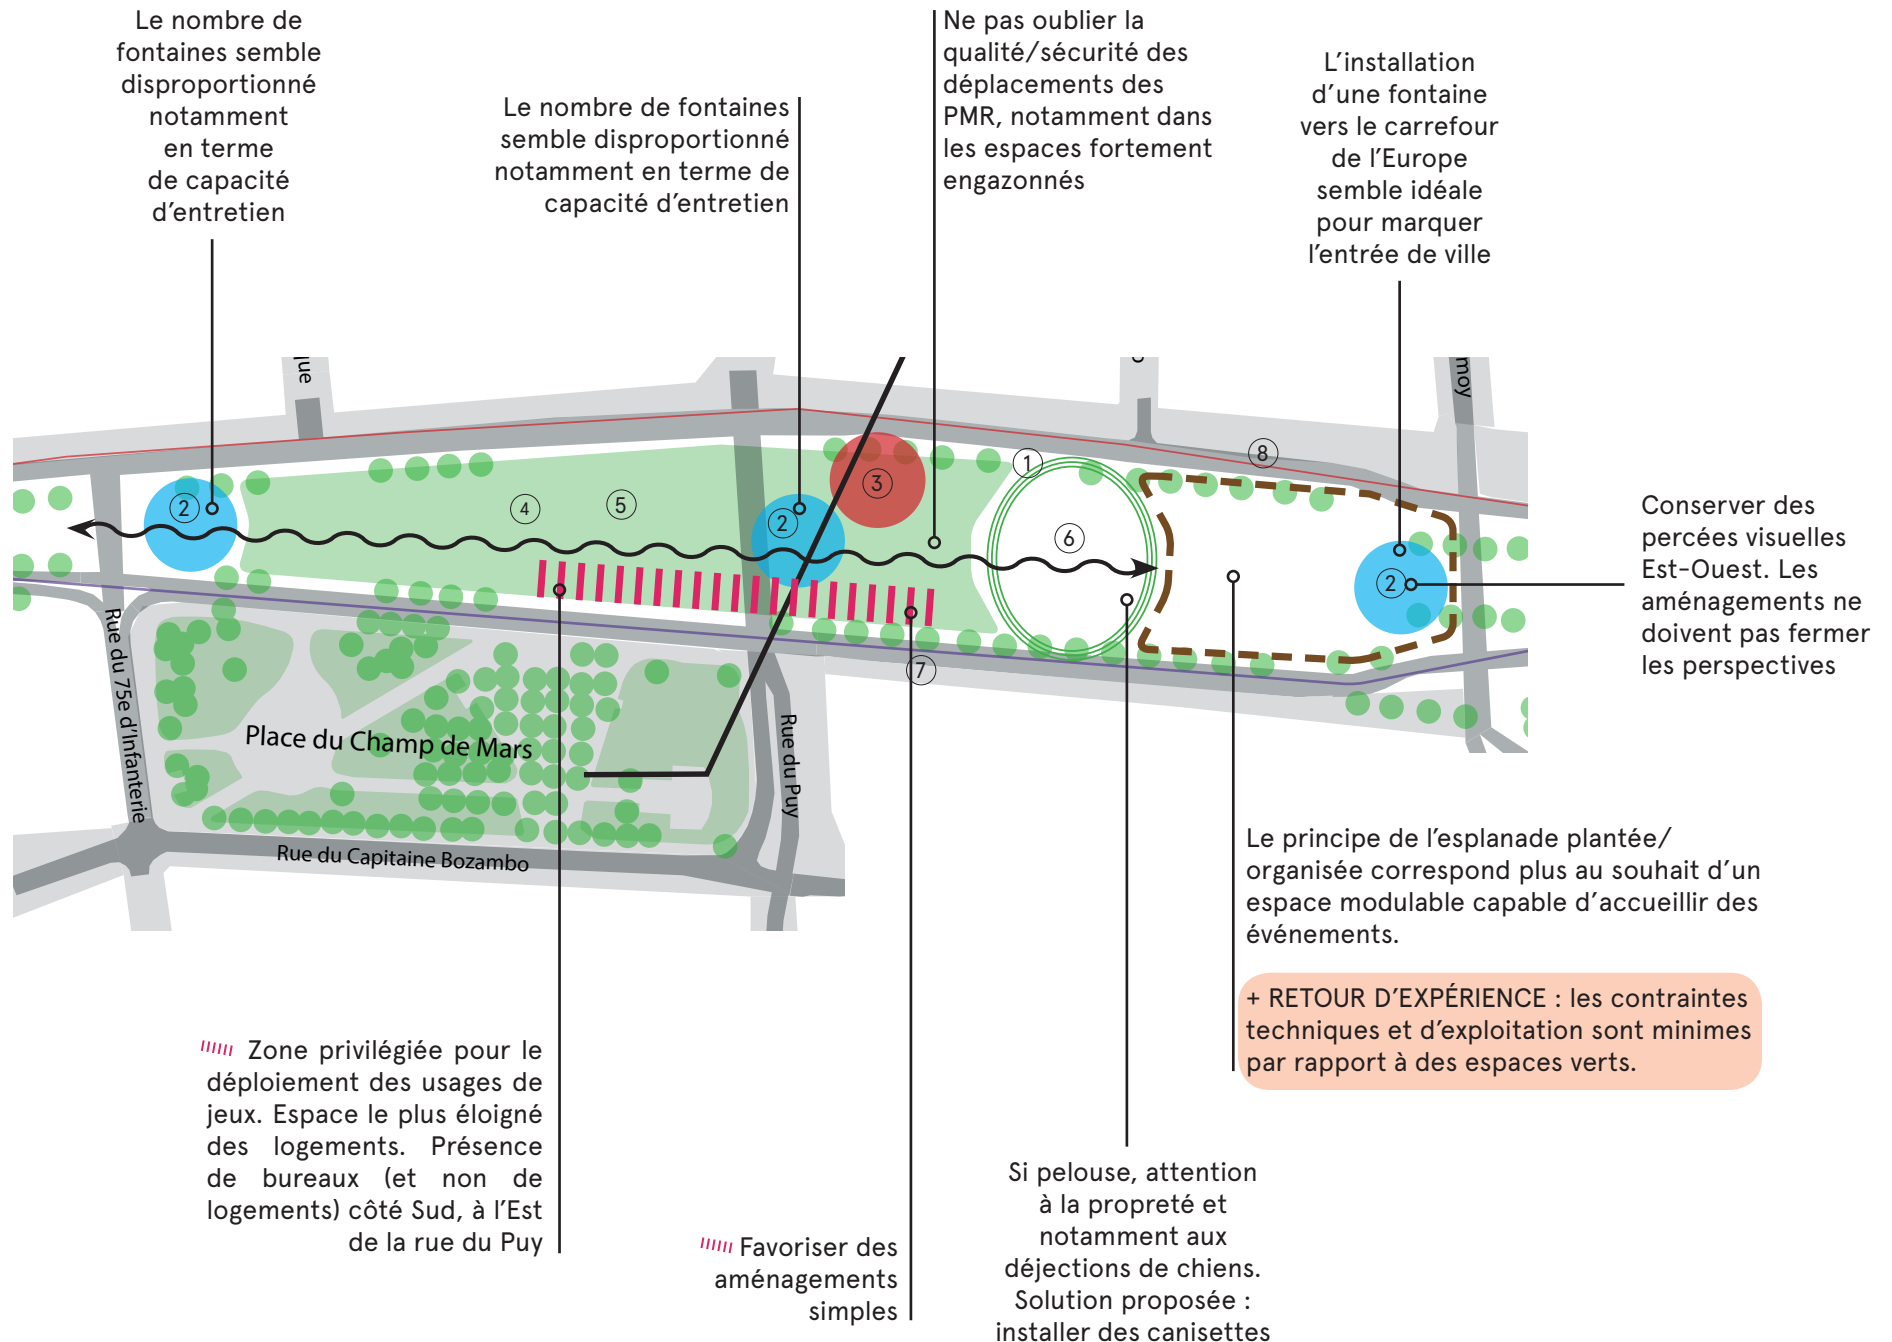 Le nombre de
fontaines semble
disproportionné
notamment
en terme
de capacité
d'entretien
Le nombre de fontaines
semble disproportionné
notamment en terme de
capacité d'entretien
Ne pas oublier la
qualité/sécurité des
déplacements des
PMR, notamment dans
les espaces fortement
engazonnés
L'installation
d'une fontaine
vers le carrefour
de l'Europe
semble idéale
pour marquer
l'entrée de ville
que
moy
1
8
2
4
5
2
3
6
2
7
Conserver des
percées visuelles
Est-Ouest. Les
aménagements ne
doivent pas fermer
les perspectives
Rue du 75e d'Infanterie
Place du Champ de Mars
Rue du Puy
Rue du Capitaine Bozambo
Le principe de l'esplanade plantée/
organisée correspond plus au souhait d'un
espace modulable capable d'accueillir des
événements.
+ RETOUR D'EXPÉRIENCE : les contraintes
techniques et d'exploitation sont minimes
par rapport à des espaces verts.
Zone privilégiée pour le
déploiement des usages de
jeux. Espace le plus éloigné
des logements. Présence
de bureaux (et non de
logements) côté Sud, à l'Est
de la rue du Puy
Favoriser des
aménagements
simples
Si pelouse, attention
à la propreté et
notamment aux
déjections de chiens.
Solution proposée :
installer des canisettes